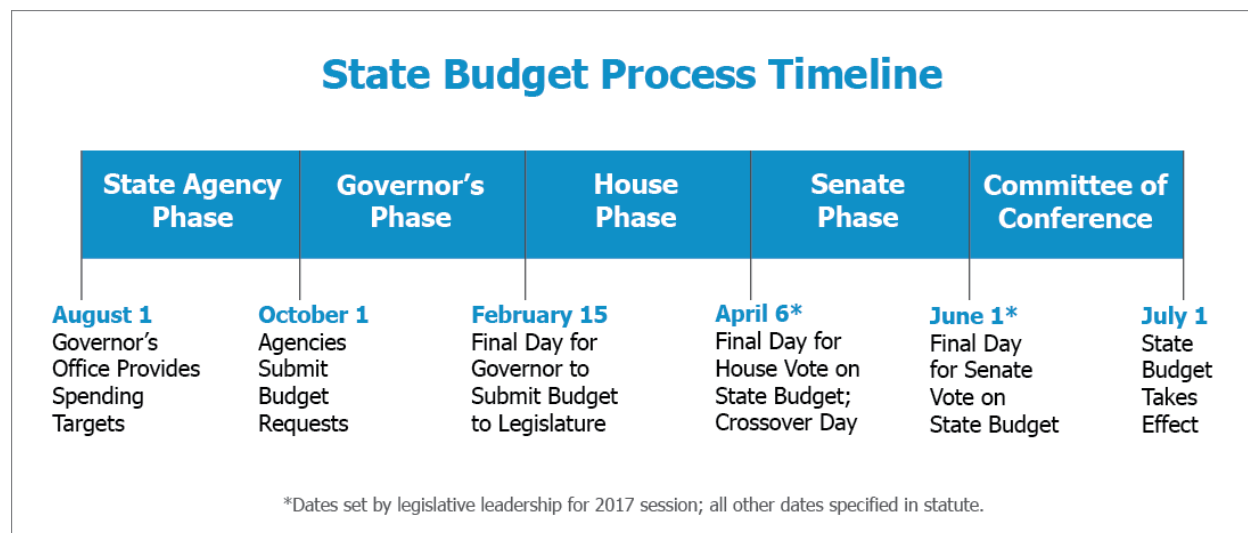 State Budget Process Timeline
State Agency
Phase
Governor’s
Phase
House
Phase
Senate
Phase
Committee of
Conference
August 1
Governor’s
Office Provides
Spending
Targets
October 1
Agencies
Submit
Budget
Requests
February 15
Final Day for
Governor to
Submit Budget
to Legislature
April 6*
Final Day for
House Vote on
State Budget;
Crossover Day
June 1*
Final Day
for Senate
Vote on
State Budget
July 1
State
Budget
Takes
Effect
*Dates set by legislative leadership for 2017 session; all other dates specified in statute.